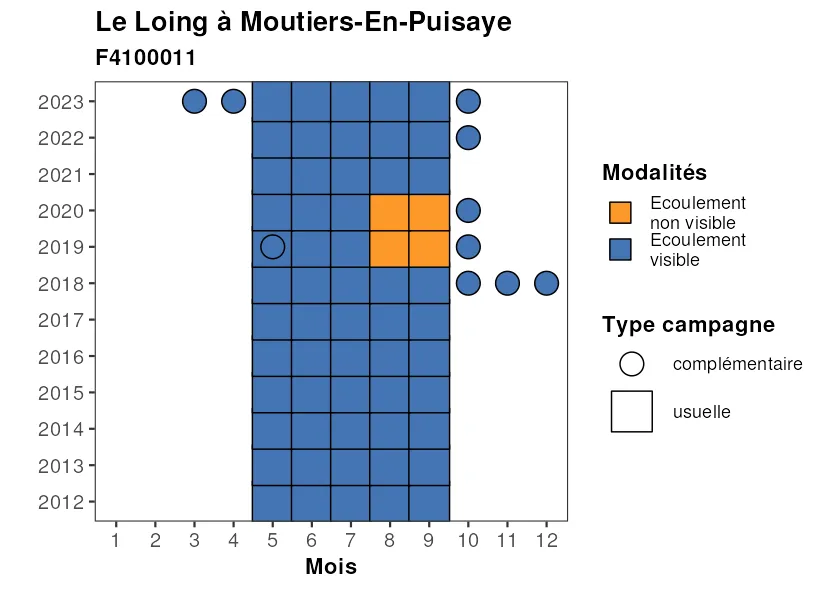 Le Loing à Moutiers-En-Puisaye
F4100011
2023
2022
2021
2020
2019
2018
2017
2016
2015
2014
2013
2012
1 2 3 4 5 6 7 8 9 10 11 12
Mois
Modalités
Ecoulement
non visible
Ecoulement
visible
Type campagne
complémentaire
usuelle